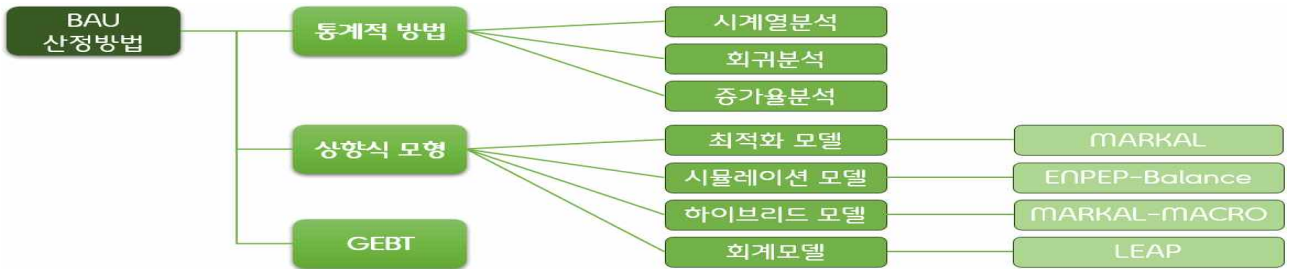 BAU
산정방법
통계적 방법
시계열분석
회귀분석
증가율분석
상향식 모형
최적화 모델
MARKAL
시뮬레이션 모델
ENPEP-Balance
하이브리드 모델
MARKAL-MACRO
회계모델
LEAP
GEBT